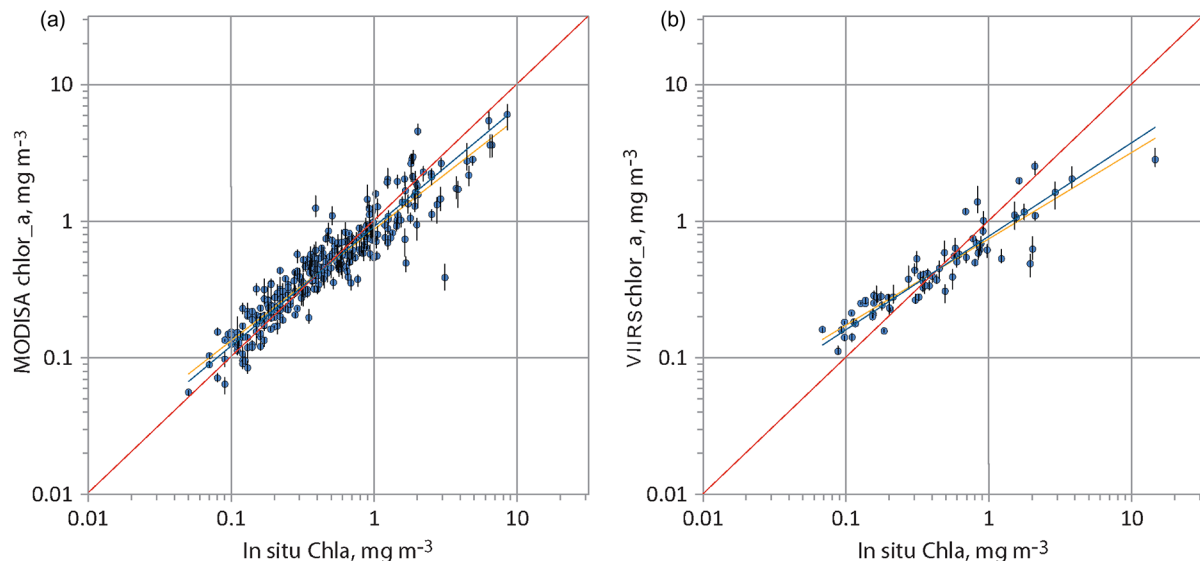 (a)
MODISA chlor_a, mg m⁻³
10
1
0.1
0.01
0.01 0.1 1 10
In situ Chla, mg m⁻³
(b)
VIIRS chlor_a, mg m⁻³
10
1
0.1
0.01
0.01 0.1 1 10
In situ Chla, mg m⁻³